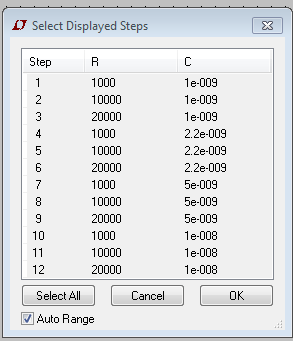 Select Displayed Steps
Step R C
1 1000 1e-009
2 10000 1e-009
3 20000 1e-009
4 1000 2.2e-009
5 10000 2.2e-009
6 20000 2.2e-009
7 1000 5e-009
8 10000 5e-009
9 20000 5e-009
10 1000 1e-008
11 10000 1e-008
12 20000 1e-008
Select All Cancel OK
Auto Range